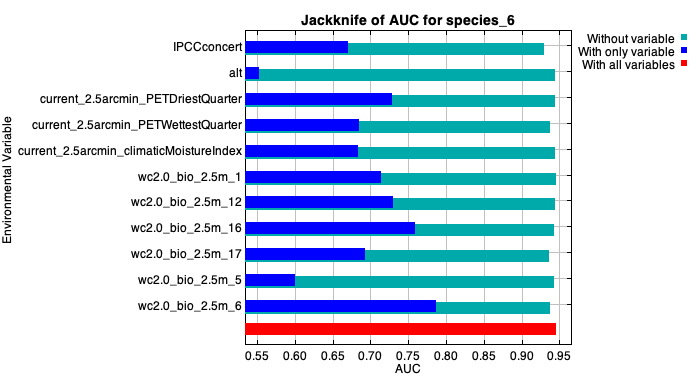 Jackknife of AUC for species_6
Without variable
With only variable
With all variables
Environmental Variable
IPCCconcert
alt
current_2.5arcmin_PETDriestQuarter
current_2.5arcmin_PETWettestQuarter
current_2.5arcmin_climaticMoistureIndex
wc2.0_bio_2.5m_1
wc2.0_bio_2.5m_12
wc2.0_bio_2.5m_16
wc2.0_bio_2.5m_17
wc2.0_bio_2.5m_5
wc2.0_bio_2.5m_6
0.55 0.60 0.65 0.70 0.75 0.80 0.85 0.90 0.95
AUC